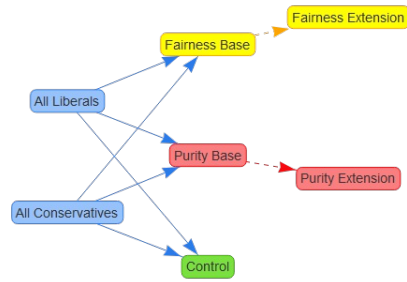 Fairness Extension
Fairness Base
All Liberals
Purity Base
Purity Extension
All Conservatives
Control